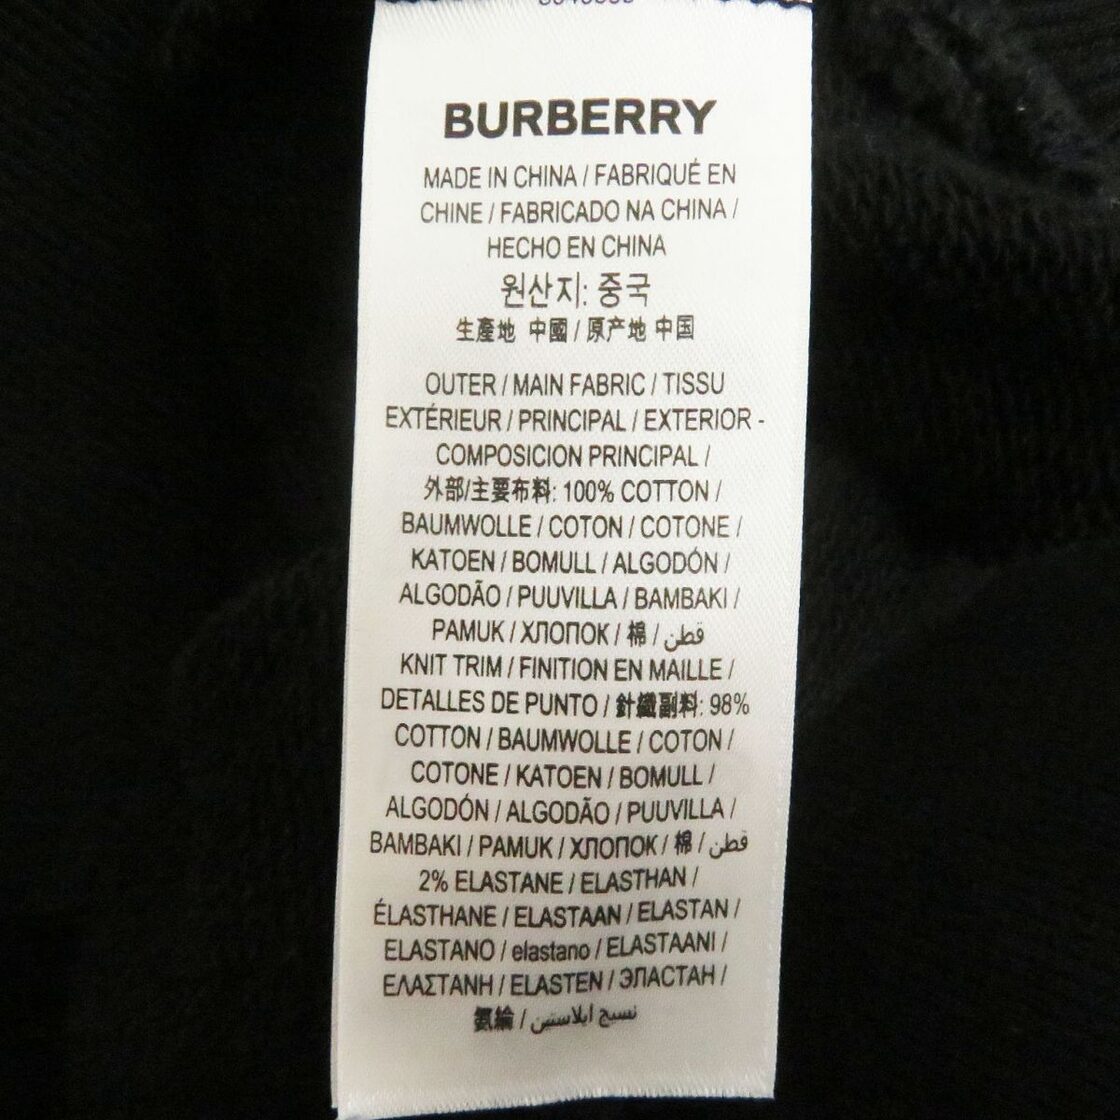 BURBERRY
MADE IN CHINA / FABRIQUÉ EN
CHINE / FABRICADO NA CHINA /
HECHO EN CHINA
원산지: 중국
生產地 中國 / 原产地 中国
OUTER / MAIN FABRIC / TISSU
EXTÉRIEUR / PRINCIPAL / EXTERIOR -
COMPOSICION PRINCIPAL /
外部/主要布料: 100% COTTON /
BAUMWOLLE / COTON / COTONE /
KATOEN / BOMULL / ALGODÓN /
ALGODÃO / PUUVILLA / BAMBAKI /
PAMUK / ХЛОПОК / 棉 / قطن
KNIT TRIM / FINITION EN MAILLE /
DETALLES DE PUNTO / 針織副料: 98%
COTTON / BAUMWOLLE / COTON /
COTONE / KATOEN / BOMULL /
ALGODÓN / ALGODÃO / PUUVILLA /
BAMBAKI / PAMUK / ХЛОПОК / 棉 / قطن
2% ELASTANE / ELASTHAN /
ÉLASTHANE / ELASTAAN / ELASTAN /
ELASTANO / elastano / ELASTAANI /
ΕΛΑΣΤΑΝΗ / ELASTEN / ЭЛАСТАН /
氨綸 / نسيج ايلاستين